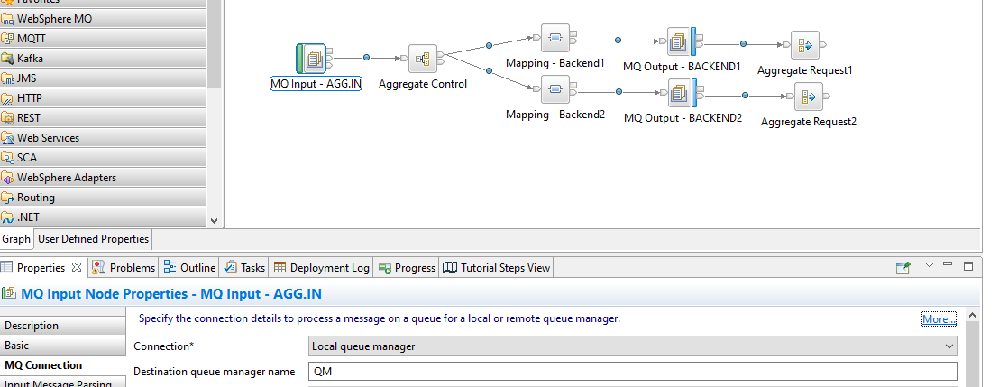 Favorites
WebSphere MQ
MQTT
Kafka
JMS
HTTP
REST
Web Services
SCA
WebSphere Adapters
Routing
.NET
MQ Input - AGG.IN
Aggregate Control
Mapping - Backend1
MQ Output - BACKEND1
Aggregate Request1
Mapping - Backend2
MQ Output - BACKEND2
Aggregate Request2
Graph User Defined Properties
Properties Problems Outline Tasks Deployment Log Progress Tutorial Steps View
MQ Input Node Properties - MQ Input - AGG.IN
Description
Basic
MQ Connection
Input Message Parsing
Specify the connection details to process a message on a queue for a local or remote queue manager. More...
Connection* Local queue manager
Destination queue manager name QM